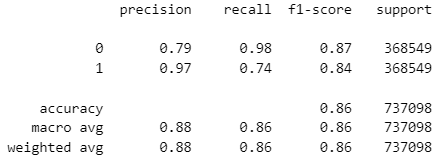 precision recall f1-score support
0 0.79 0.98 0.87 368549
1 0.97 0.74 0.84 368549
accuracy 0.86 737098
macro avg 0.88 0.86 0.86 737098
weighted avg 0.88 0.86 0.86 737098